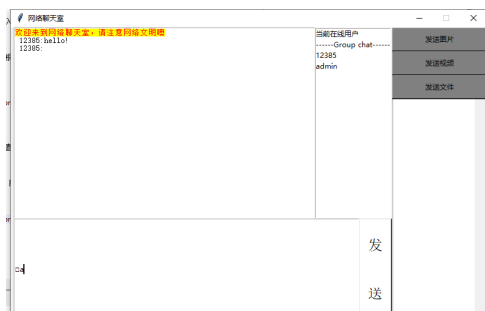 网络聊天室
欢迎来到网络聊天室，请注意网络文明喔
12385:hello!
12385:
当前在线用户
------Group chat------
12385
admin
发送图片
发送视频
发送文件
□a
发
送